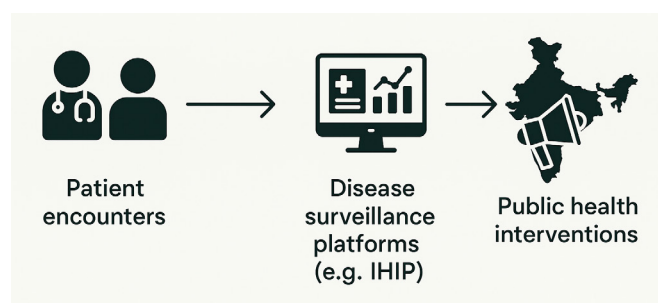 Patient
encounters
Disease
surveillance
platforms
(e.g. IHIP)
Public health
interventions